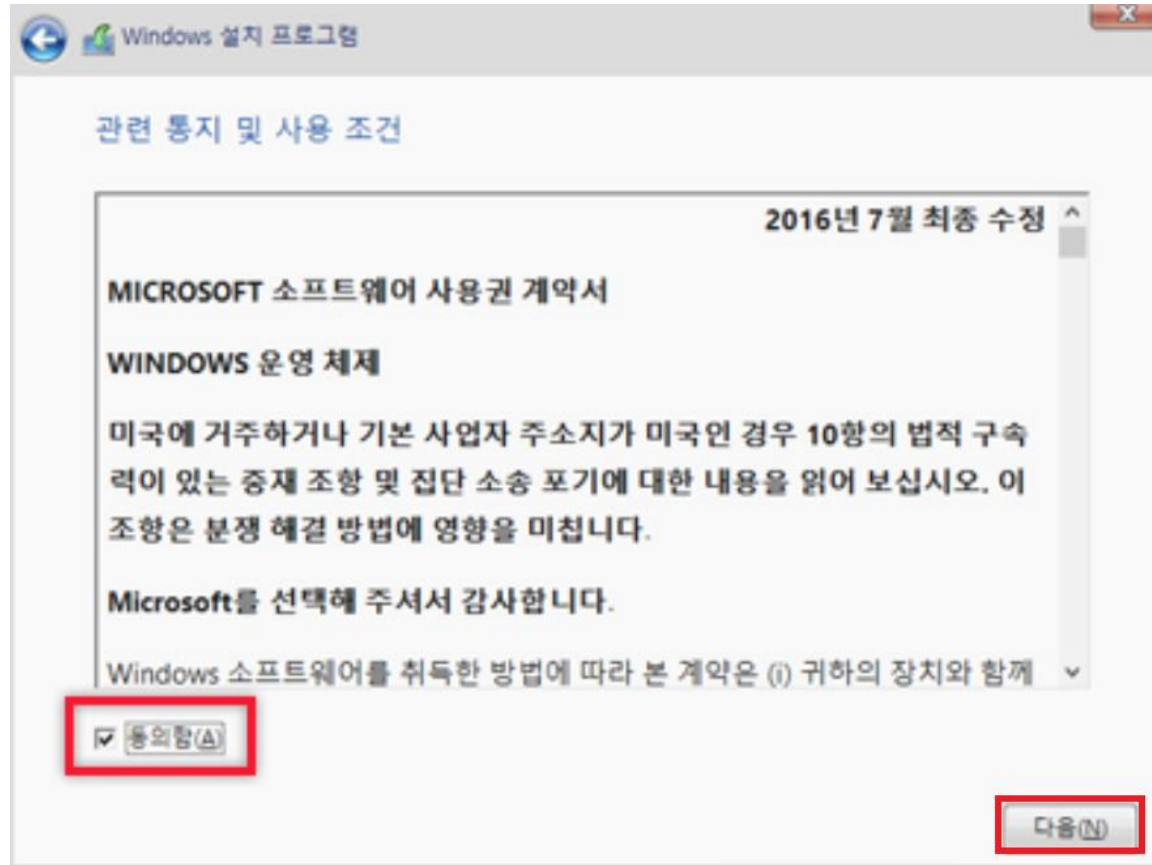 Windows 설치 프로그램
관련 통지 및 사용 조건
2016년 7월 최종 수정
MICROSOFT 소프트웨어 사용권 계약서
WINDOWS 운영 체제
미국에 거주하거나 기본 사업자 주소지가 미국인 경우 10항의 법적 구속
력이 있는 중재 조항 및 집단 소송 포기에 대한 내용을 읽어 보십시오. 이
조항은 분쟁 해결 방법에 영향을 미칩니다.
Microsoft를 선택해 주셔서 감사합니다.
Windows 소프트웨어를 취득한 방법에 따라 본 계약은 (i) 귀하의 장치와 함께
동의함(A)
다음(N)